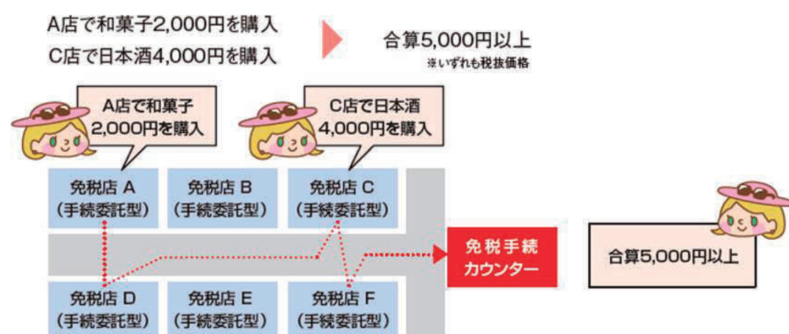 A店で和菓子2,000円を購入
C店で日本酒4,000円を購入
合算5,000円以上
※いずれも税抜価格
A店で和菓子
2,000円を購入
C店で日本酒
4,000円を購入
免税店 A
(手続委託型)
免税店 B
(手続委託型)
免税店 C
(手続委託型)
免税手続
カウンター
合算5,000円以上
免税店 D
(手続委託型)
免税店 E
(手続委託型)
免税店 F
(手続委託型)